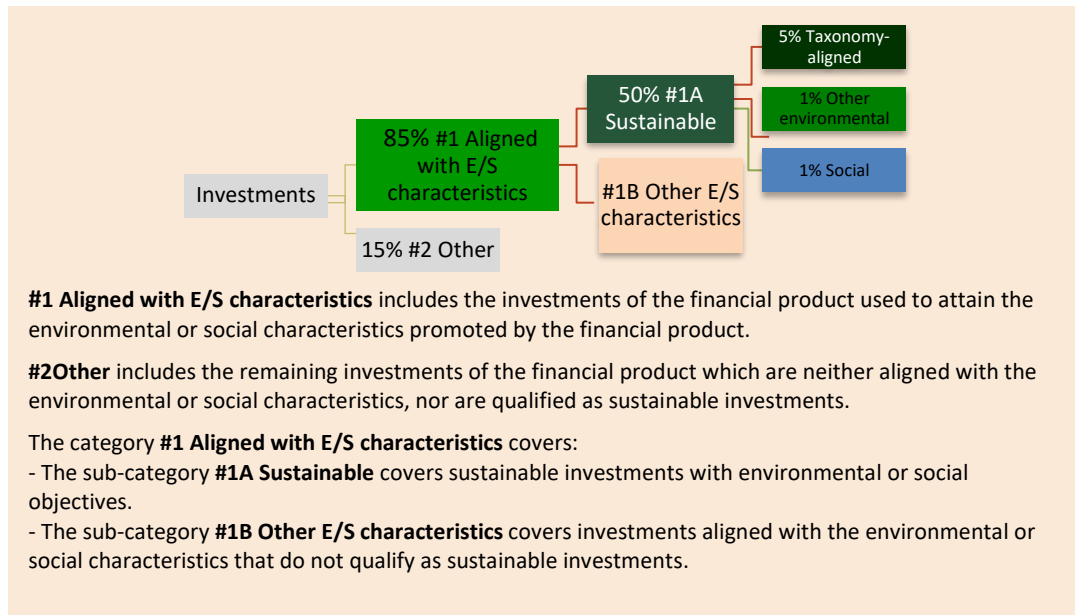 5% Taxonomy-
aligned
50% #1A
Sustainable
1% Other
environmental
85% #1 Aligned
with E/S
characteristics
1% Social
Investments
#1B Other E/S
characteristics
15% #2 Other
#1 Aligned with E/S characteristics includes the investments of the financial product used to attain the
environmental or social characteristics promoted by the financial product.
#2Other includes the remaining investments of the financial product which are neither aligned with the
environmental or social characteristics, nor are qualified as sustainable investments.
The category #1 Aligned with E/S characteristics covers:
- The sub-category #1A Sustainable covers sustainable investments with environmental or social
objectives.
- The sub-category #1B Other E/S characteristics covers investments aligned with the environmental or
social characteristics that do not qualify as sustainable investments.